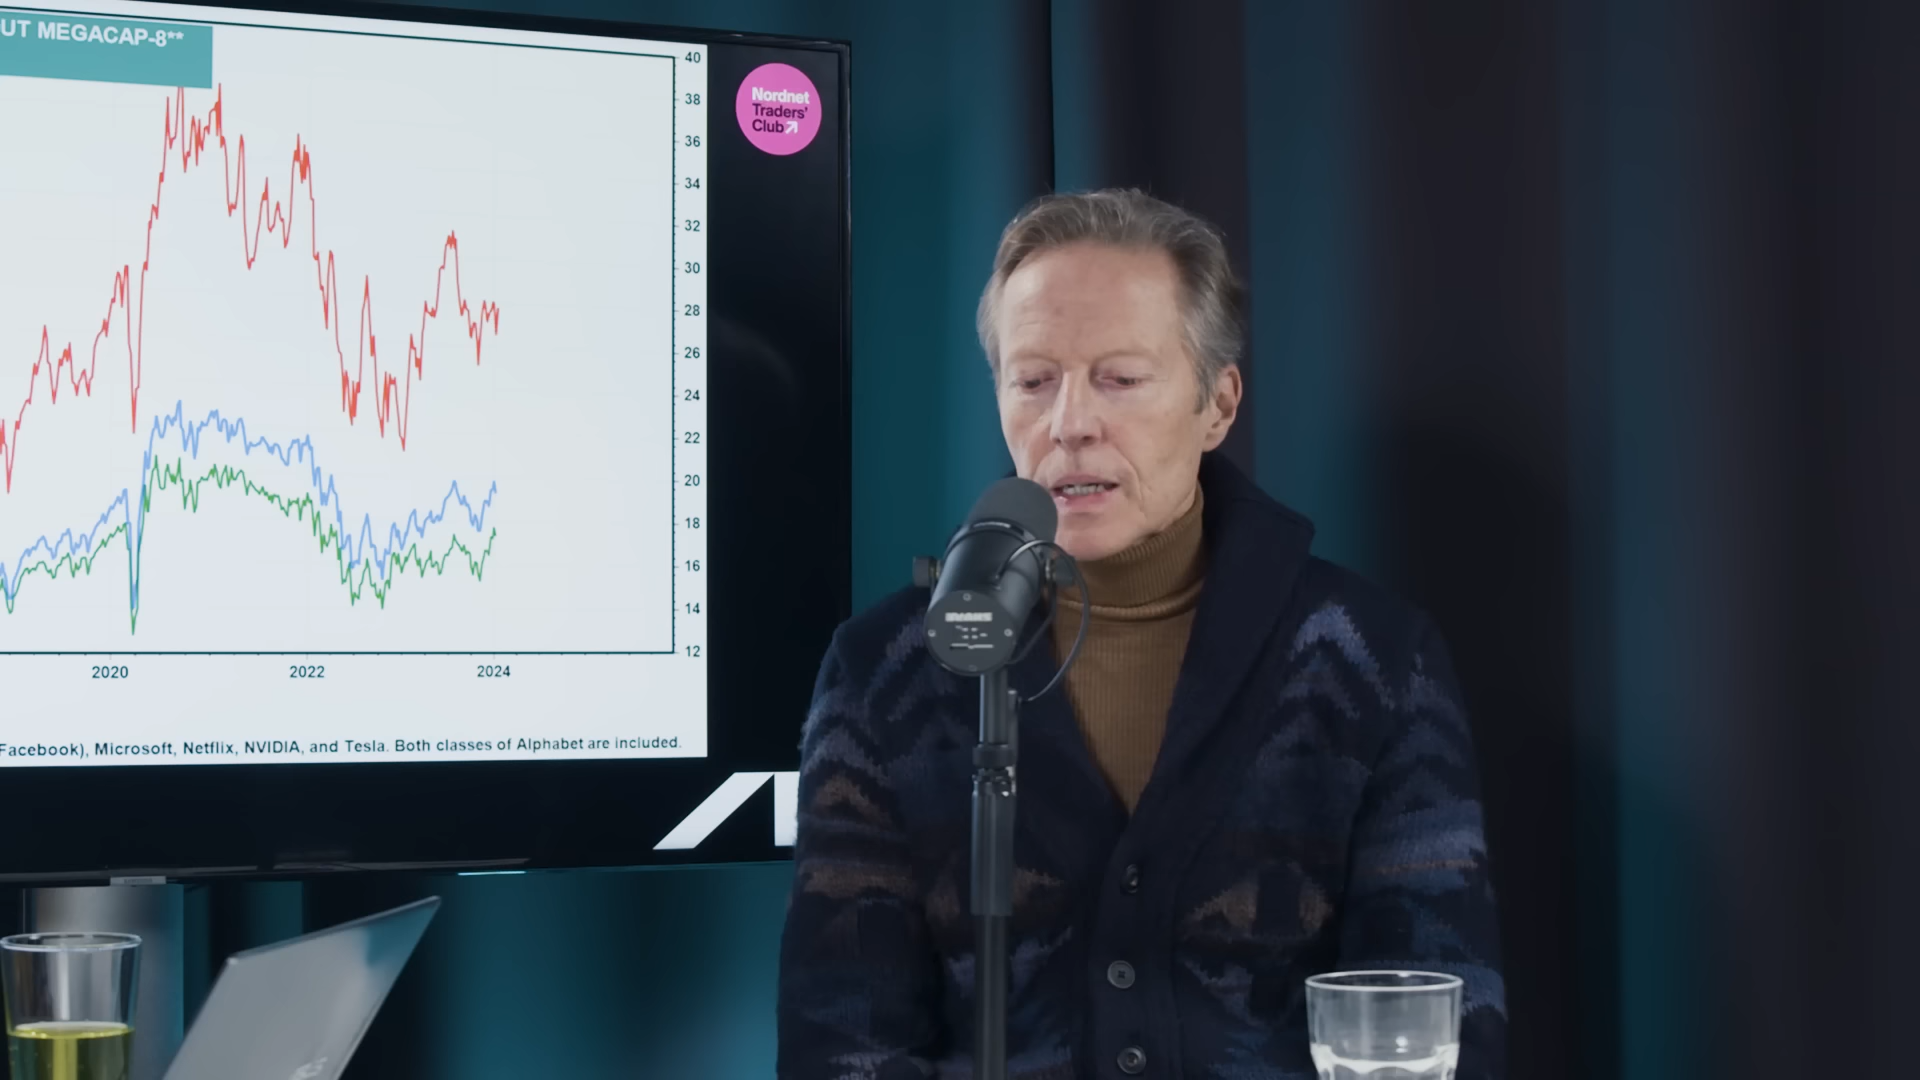 UT MEGACAP-8**
40
38
36
34
32
30
28
26
24
22
20
18
16
14
12
2020 2022 2024
Facebook), Microsoft, Netflix, NVIDIA, and Tesla. Both classes of Alphabet are included.
Nordnet
Traders'
Club